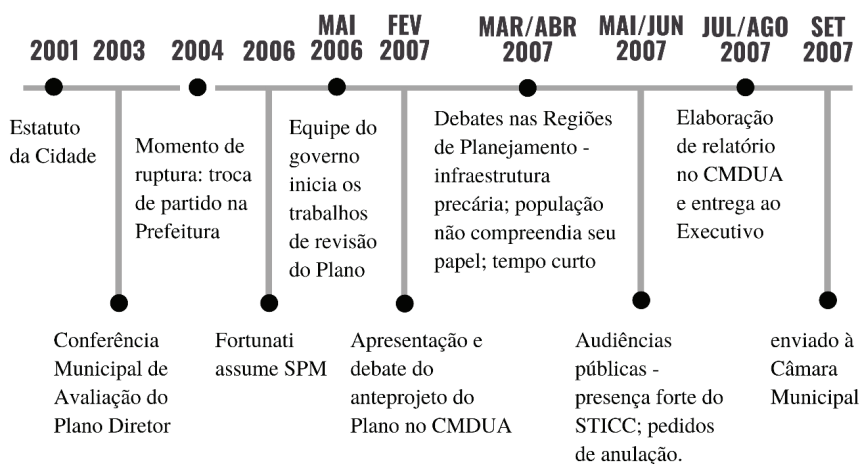 2001
Estatuto
da Cidade
2003
Conferência
Municipal de
Avaliação do
Plano Diretor
2004
Momento de
ruptura: troca
de partido na
Prefeitura
2006
Fortunati
assume SPM
MAI
2006
Equipe do
governo
inicia os
trabalhos
de revisão
do Plano
FEV
2007
Apresentação e
debate do
anteprojeto do
Plano no CMDUA
MAR/ABR
2007
Debates nas Regiões
de Planejamento -
infraestrutura
precária; população
não compreendia seu
papel; tempo curto
MAI/JUN
2007
Audiências
públicas -
presença forte do
STICC; pedidos
de anulação.
JUL/AGO
2007
Elaboração
de relatório
no CMDUA
e entrega ao
Executivo
SET
2007
enviado à
Câmara
Municipal